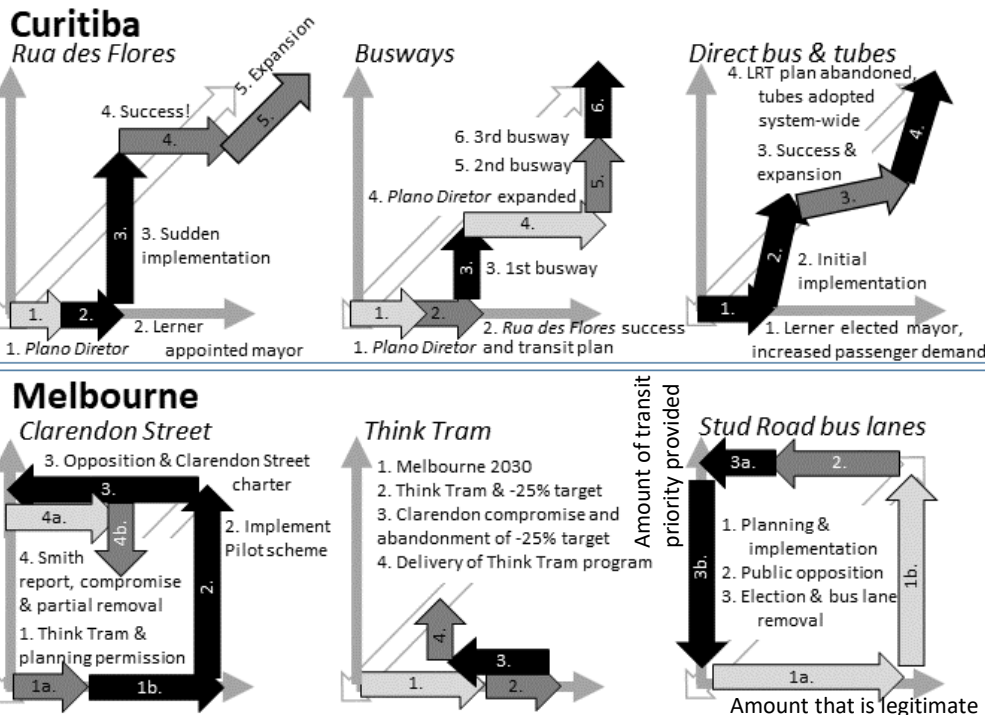 Curitiba
Rua des Flores
5. Expansion
4. Success!
4.
5.
3.
3. Sudden
implementation
1.
2.
2. Lerner
appointed mayor
1. Plano Diretor
Busways
6.
6. 3rd busway
5. 2nd busway
5.
4. Plano Diretor expanded
4.
3.
3. 1st busway
1.
2.
2. Rua des Flores success
1. Plano Diretor and transit plan
Direct bus & tubes
4. LRT plan abandoned,
tubes adopted
system-wide
4.
3. Success &
expansion
3.
2.
2. Initial
implementation
1.
1. Lerner elected mayor,
increased passenger demand
Melbourne
Clarendon Street
3. Opposition & Clarendon Street
charter
3.
4a.
4b.
2. Implement
Pilot scheme
4. Smith
report, compromise
& partial removal
2.
1. Think Tram &
planning permission
1a.
1b.
Think Tram
1. Melbourne 2030
2. Think Tram & -25% target
3. Clarendon compromise and
abandonment of -25% target
4. Delivery of Think Tram program
4.
3.
1.
2.
Amount of transit
priority provided
Stud Road bus lanes
3a.
2.
1. Planning &
implementation
2. Public opposition
3. Election & bus lane
removal
3b.
1b.
1a.
Amount that is legitimate